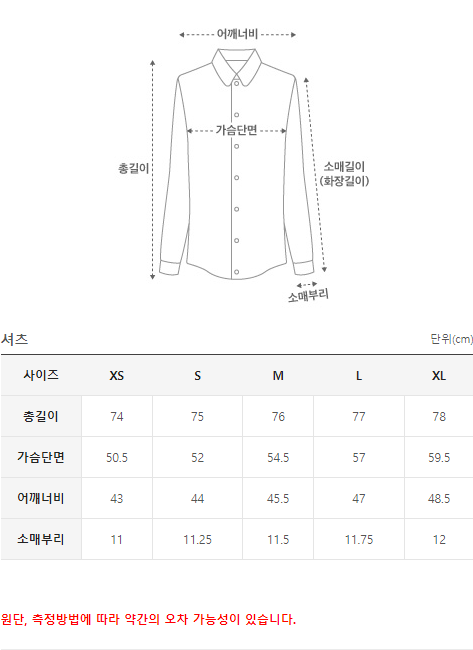 어깨너비
가슴단면
총길이
소매길이
(화장길이)
소매부리
셔츠 단위(cm)
사이즈 XS S M L XL
총길이 74 75 76 77 78
가슴단면 50.5 52 54.5 57 59.5
어깨너비 43 44 45.5 47 48.5
소매부리 11 11.25 11.5 11.75 12
원단, 측정방법에 따라 약간의 오차 가능성이 있습니다.